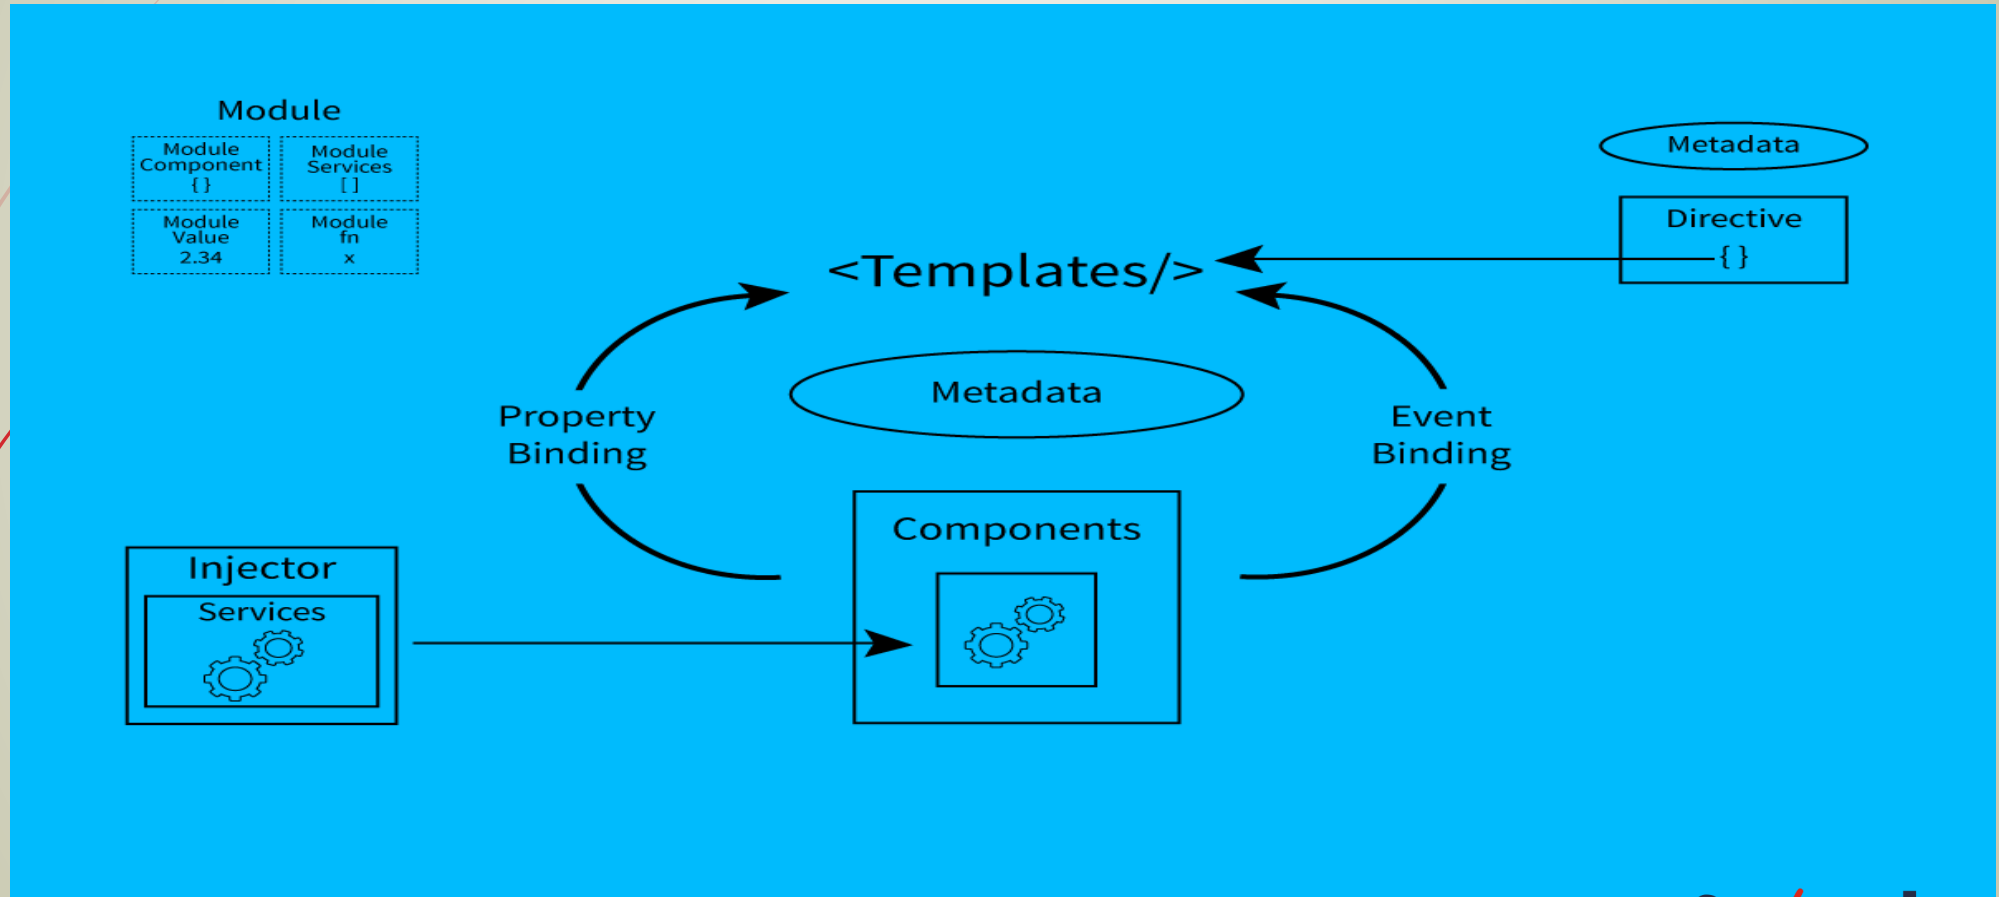 Module
Module
Component
{ }
Module
Services
[ ]
Module
Value
2.34
Module
fn
x
Metadata
Directive
{ }
<Templates/>
Metadata
Property
Binding
Event
Binding
Components
Injector
Services